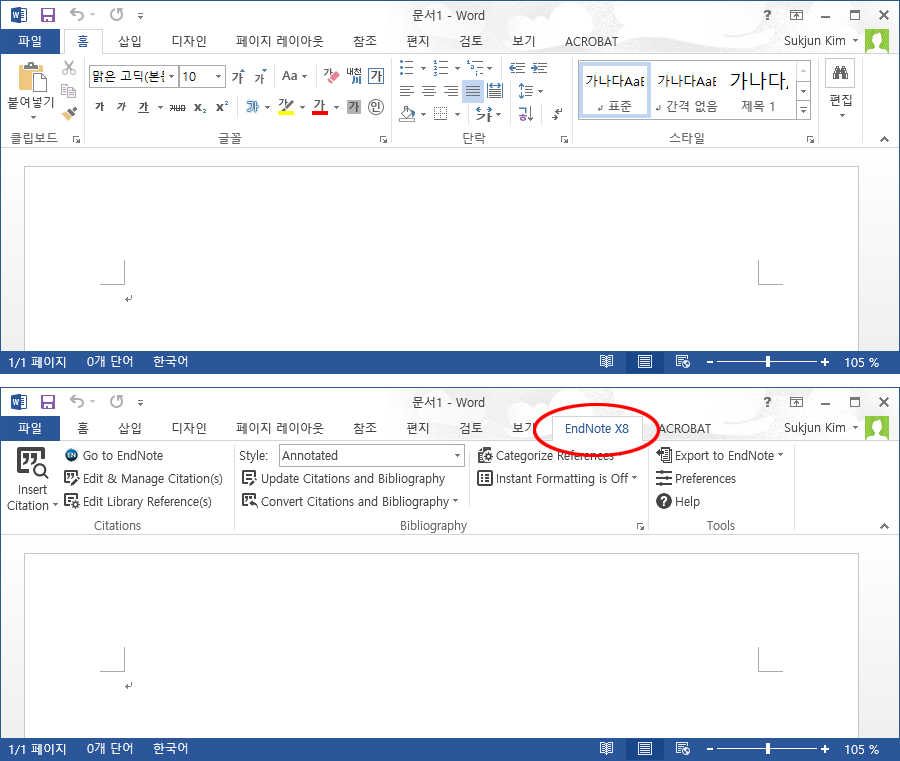 문서1 - Word
파일 홈 삽입 디자인 페이지 레이아웃 참조 편지 검토 보기 ACROBAT Sukjun Kim
붙여넣기
클립보드
맑은 고딕(본문 10 가 가 Aa 내천 가
가 가 가 가나다 X₂ X² 가 가 가 가 자
글꼴
단락
가나다AaB 가나다AaB 가나다,
표준 간격 없음 제목 1
스타일
편집
1/1 페이지 0개 단어 한국어 105 %
문서1 - Word
파일 홈 삽입 디자인 페이지 레이아웃 참조 편지 검토 보기 EndNote X8 ACROBAT Sukjun Kim
Insert
Citation
Go to EndNote
Edit & Manage Citation(s)
Edit Library Reference(s)
Citations
Style: Annotated
Update Citations and Bibliography
Convert Citations and Bibliography
Categorize References
Instant Formatting is Off
Bibliography
Export to EndNote
Preferences
Help
Tools
1/1 페이지 0개 단어 한국어 105 %